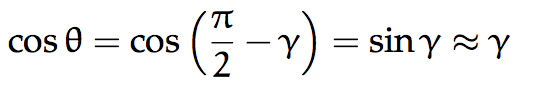 cos θ = cos (π/2 − γ) = sin γ ≈ γ